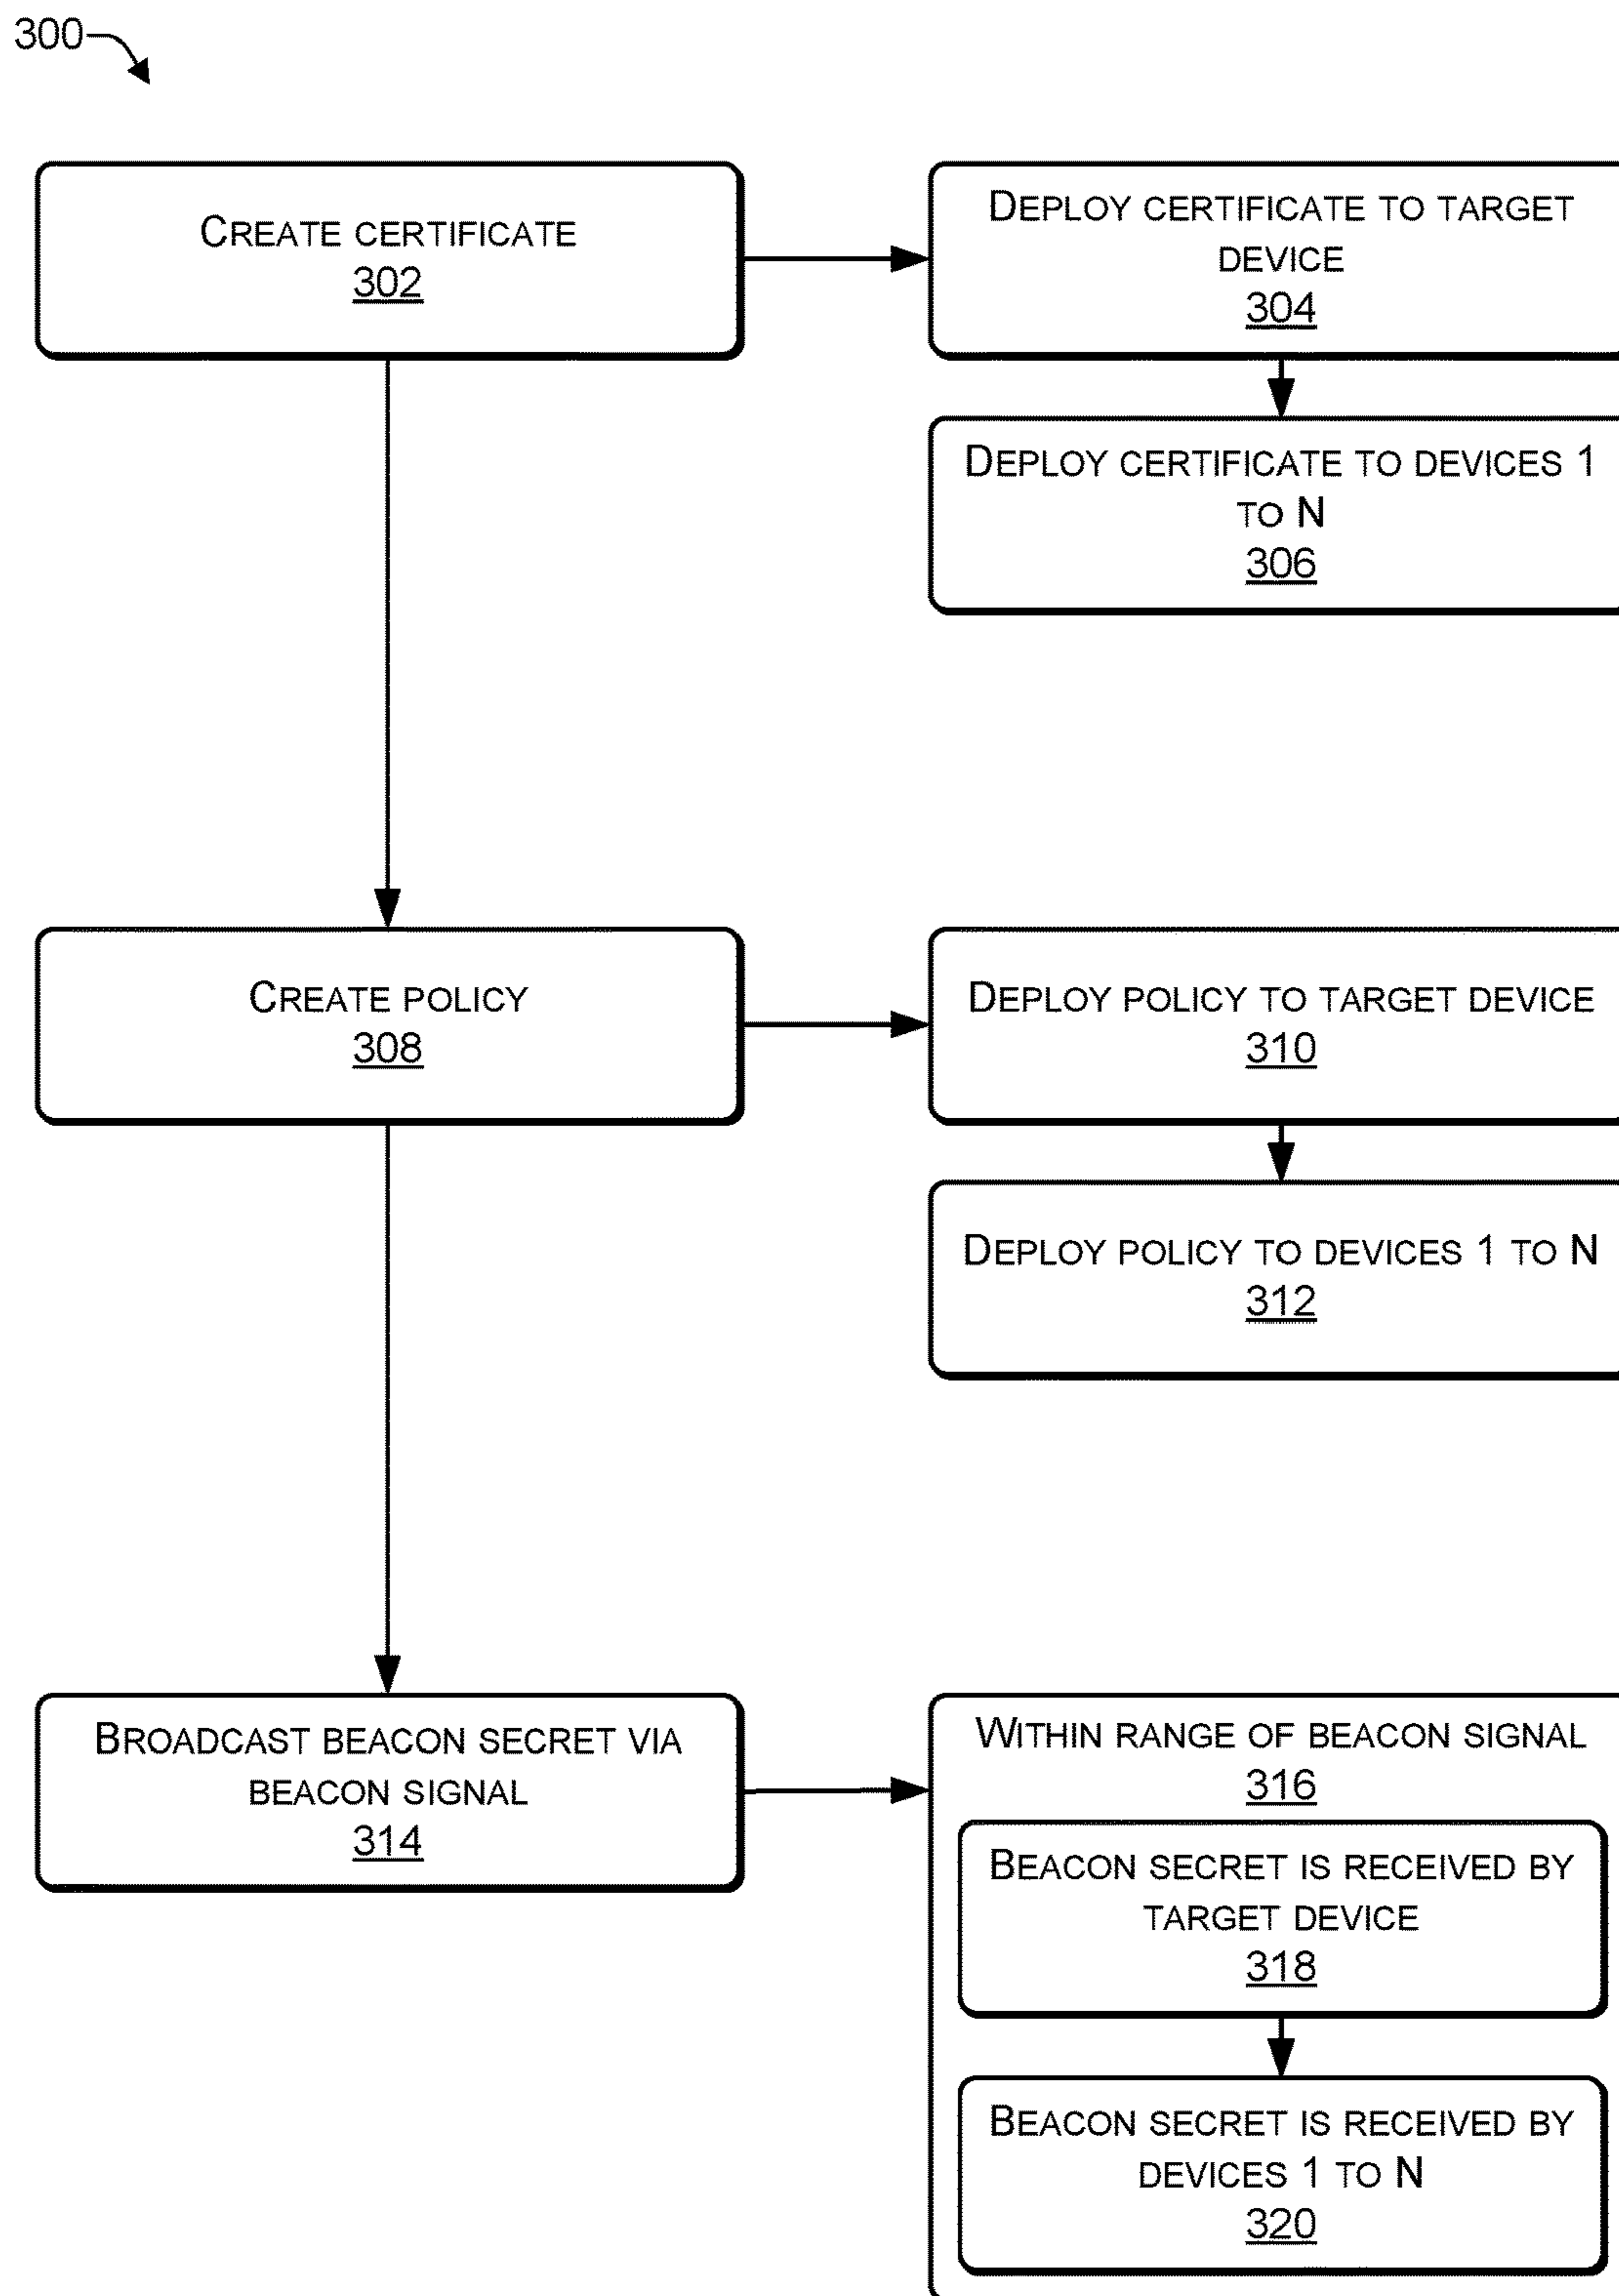 300
CREATE CERTIFICATE
302
DEPLOY CERTIFICATE TO TARGET
DEVICE
304
DEPLOY CERTIFICATE TO DEVICES 1
TO N
306
CREATE POLICY
308
DEPLOY POLICY TO TARGET DEVICE
310
DEPLOY POLICY TO DEVICES 1 TO N
312
BROADCAST BEACON SECRET VIA
BEACON SIGNAL
314
WITHIN RANGE OF BEACON SIGNAL
316
BEACON SECRET IS RECEIVED BY
TARGET DEVICE
318
BEACON SECRET IS RECEIVED BY
DEVICES 1 TO N
320